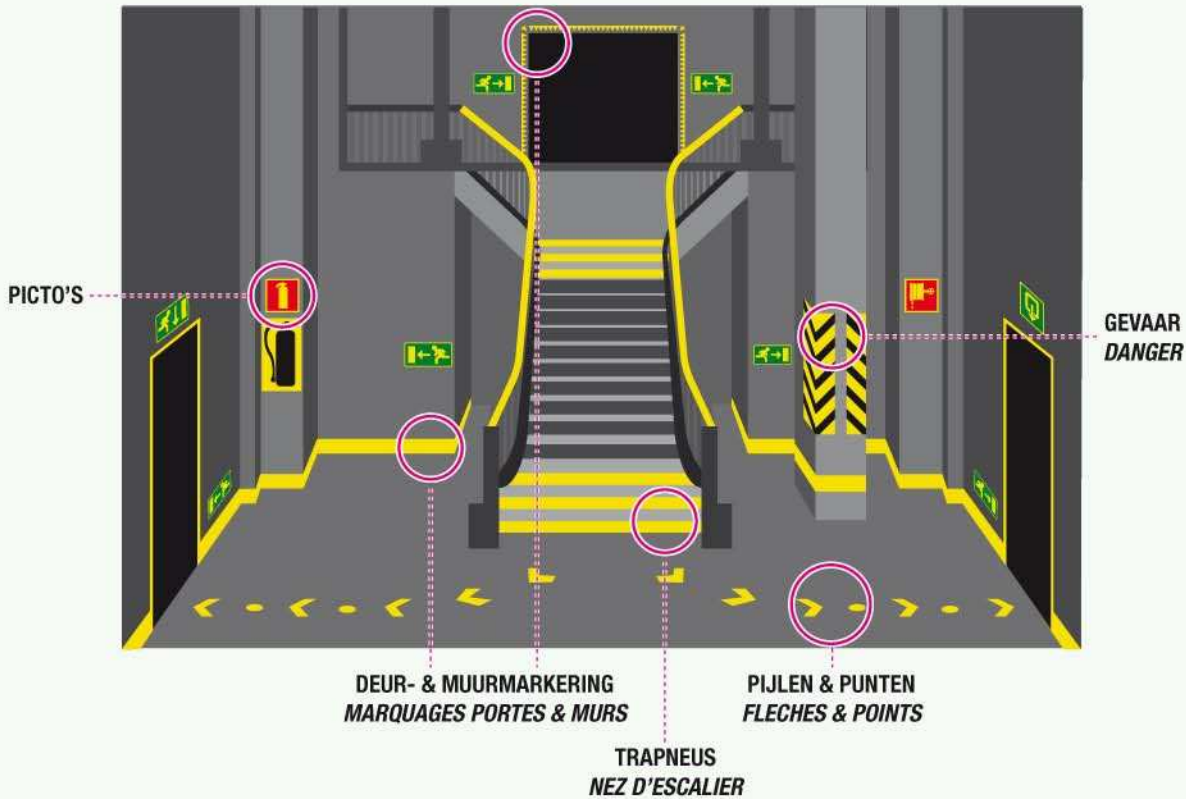 PICTO'S
GEVAAR
DANGER
DEUR- & MUURMARKERING
MARQUAGES PORTES & MURS
PIJLEN & PUNTEN
FLECHES & POINTS
TRAPNEUS
NEZ D'ESCALIER